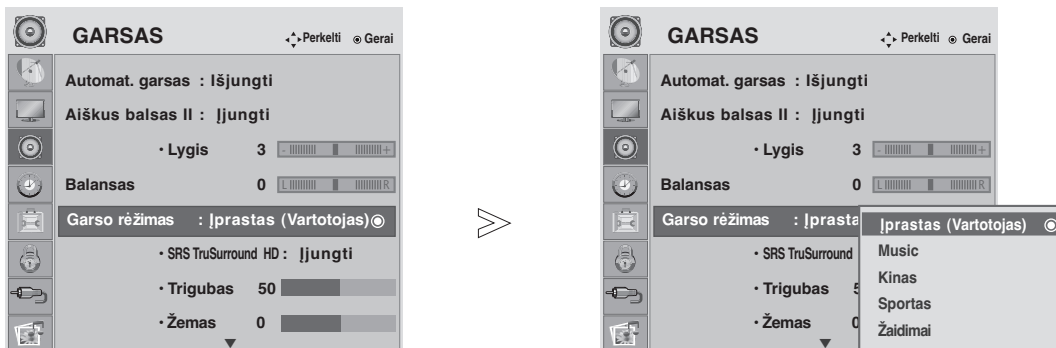 GARSAS Perkelti Gerai
Automat. garsas : Išjungti
Aiškus balsas II : Įjungti
• Lygis 3 - +
Balansas 0 L R
Garso rėžimas : Įprastas (Vartotojas)
• SRS TruSurround HD : Įjungti
• Trigubas 50
• Žemas 0
GARSAS Perkelti Gerai
Automat. garsas : Išjungti
Aiškus balsas II : Įjungti
• Lygis 3 - +
Balansas 0 L R
Garso rėžimas : Įprasta
• SRS TruSurround
• Trigubas 5
• Žemas 0
Įprastas (Vartotojas)
Music
Kinas
Sportas
Žaidimai